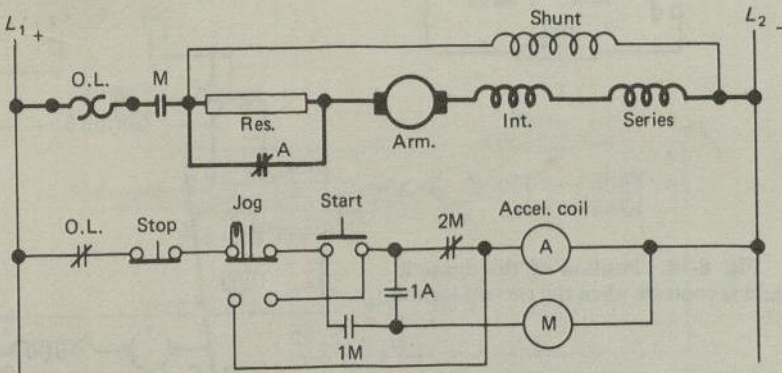 L1 +
L2 −
Shunt
O.L.
M
Res.
A
Arm.
Int.
Series
O.L.
Stop
Jog
Start
2M
Accel. coil
A
1A
1M
M